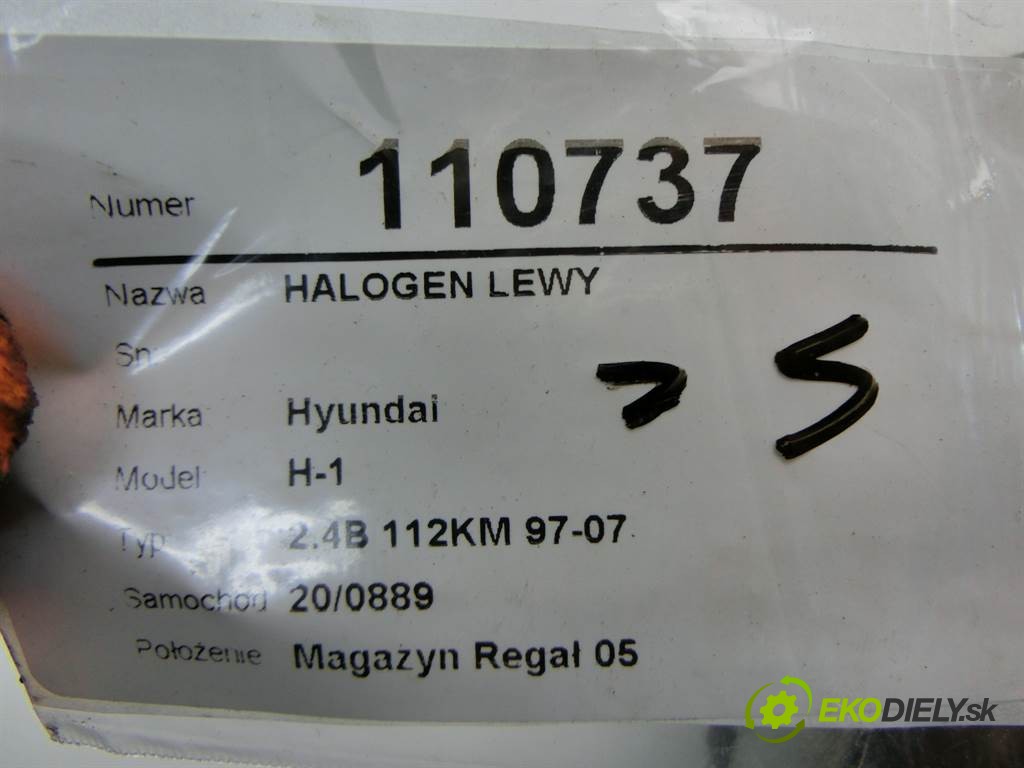 Numer 110737
Nazwa HALOGEN LEWY
Sn
Marka Hyundai
Model H-1
Typ 2.4B 112KM 97-07
Samochód 20/0889
Położenie Magazyn Regał 05
EKODIELY.sk